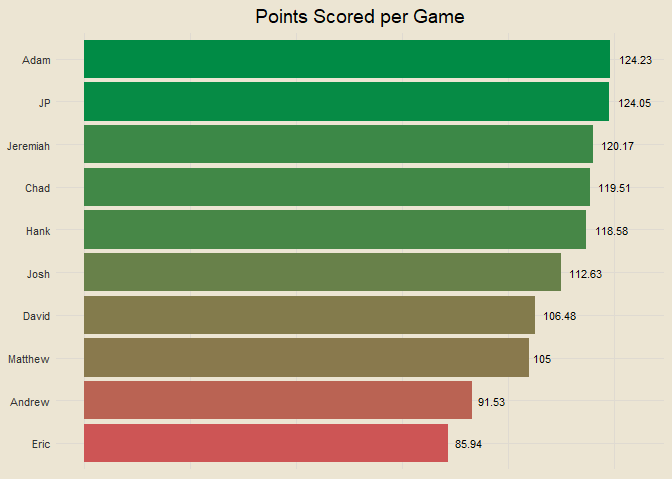 Points Scored per Game
Adam 124.23
JP 124.05
Jeremiah 120.17
Chad 119.51
Hank 118.58
Josh 112.63
David 106.48
Matthew 105
Andrew 91.53
Eric 85.94